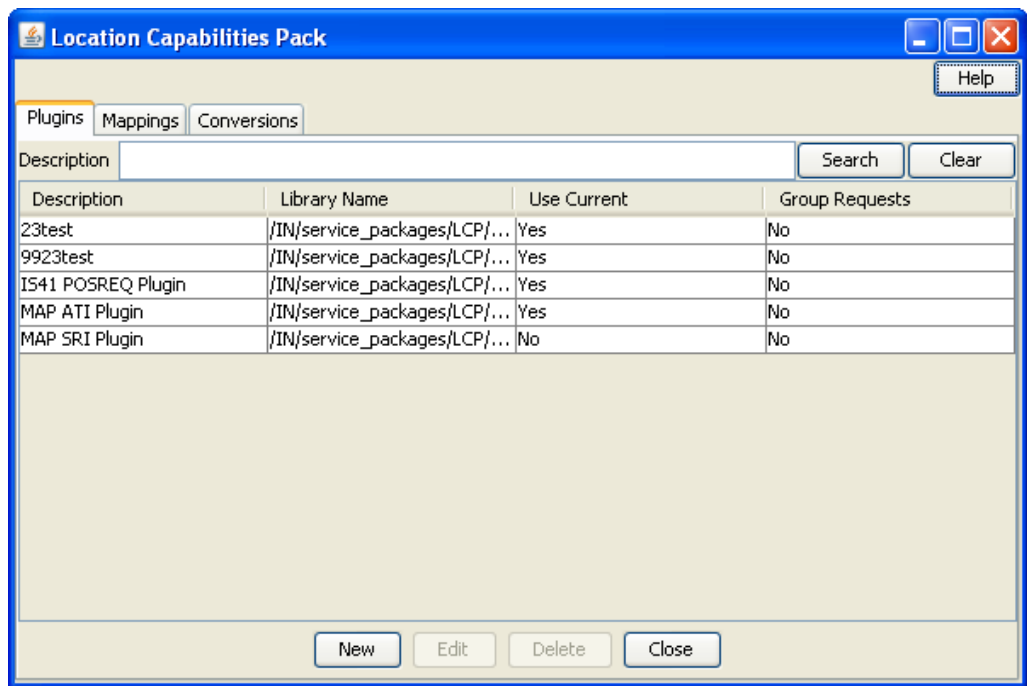 Location Capabilities Pack
Help
Plugins Mappings Conversions
Description Search Clear
Description Library Name Use Current Group Requests
23test /IN/service_packages/LCP/... Yes No
9923test /IN/service_packages/LCP/... Yes No
IS41 POSREQ Plugin /IN/service_packages/LCP/... Yes No
MAP ATI Plugin /IN/service_packages/LCP/... Yes No
MAP SRI Plugin /IN/service_packages/LCP/... No No
New Edit Delete Close